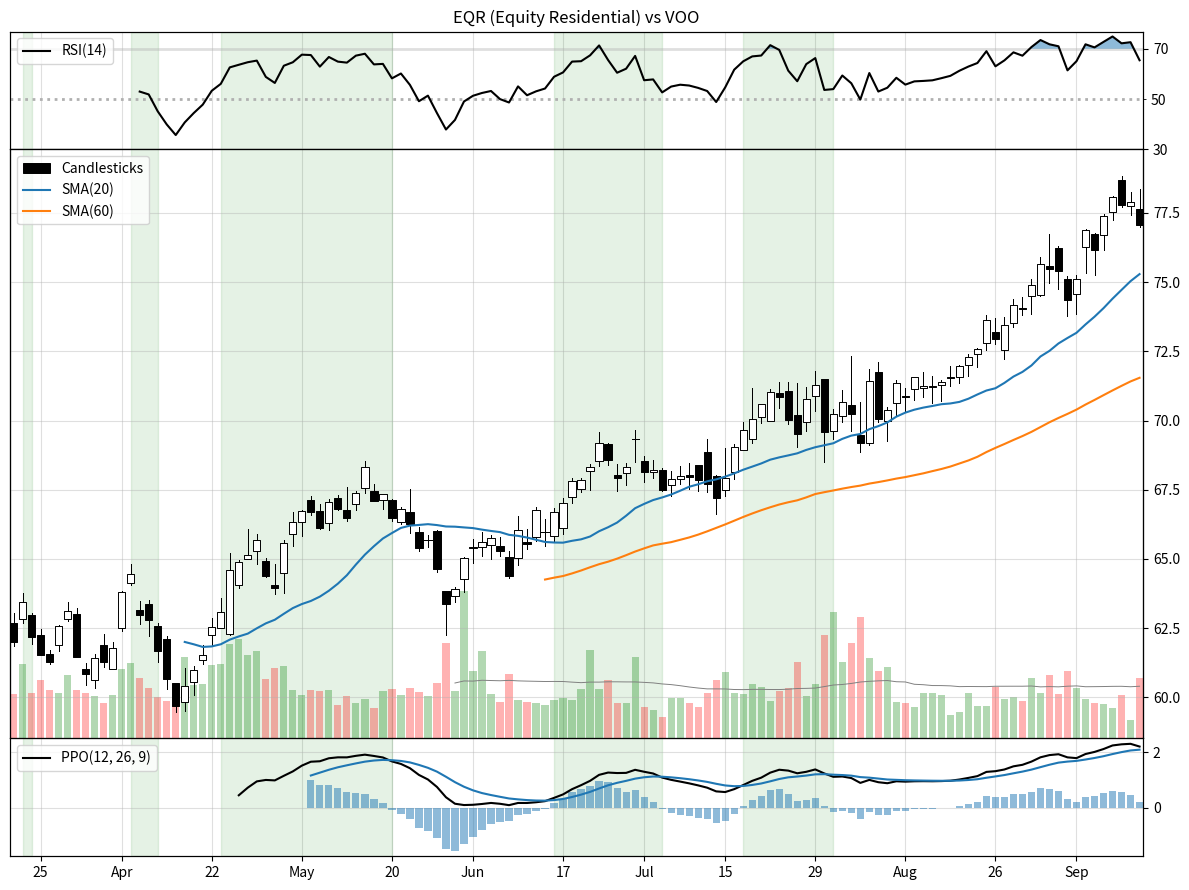 EQR (Equity Residential) vs VOO
RSI(14)
70
50
30
Candlesticks
SMA(20)
SMA(60)
77.5
75.0
72.5
70.0
67.5
65.0
62.5
60.0
PPO(12, 26, 9)
2
0
25 Apr 22 May 20 Jun 17 Jul 15 29 Aug 26 Sep